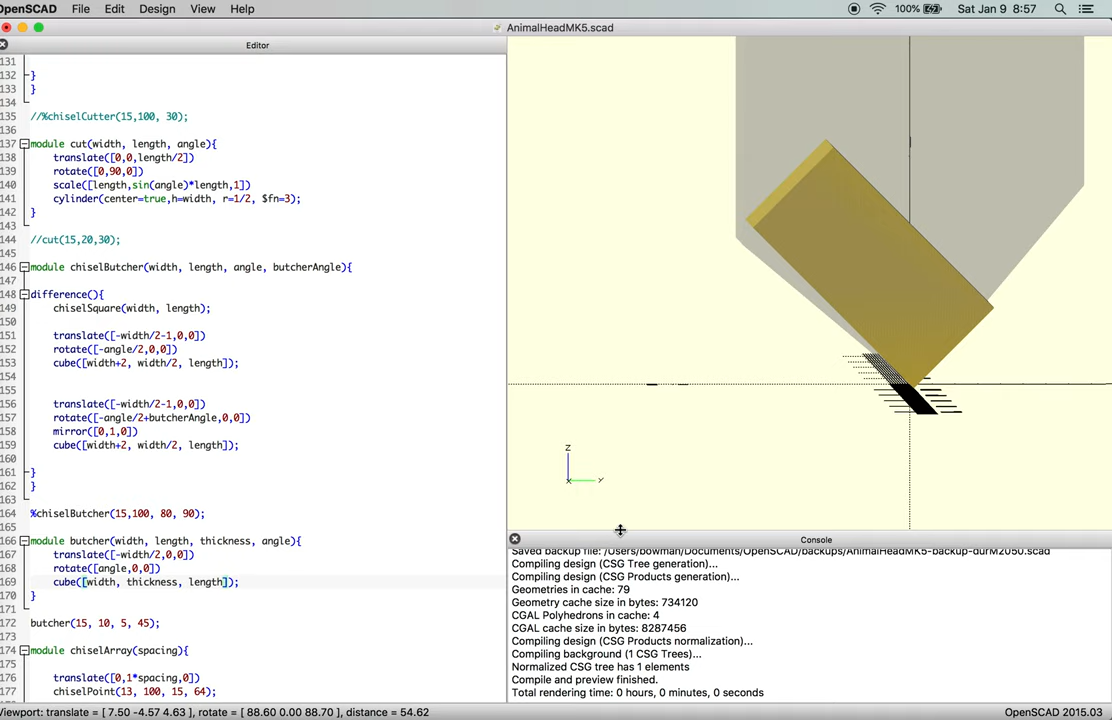 OpenSCAD File Edit Design View Help 100% Sat Jan 9 8:57
AnimalHeadMK5.scad
Editor
131
132 }
133 }
134
135 //%chiselCutter(15,100, 30);
136
137 module cut(width, length, angle){
138 translate([0,0,length/2])
139 rotate([0,90,0])
140 scale([length,sin(angle)*length,1])
141 cylinder(center=true,h=width, r=1/2, $fn=3);
142 }
143
144 //cut(15,20,30);
145
146 module chiselButcher(width, length, angle, butcherAngle){
147
148 difference(){
149 chiselSquare(width, length);
150
151 translate([-width/2-1,0,0])
152 rotate([-angle/2,0,0])
153 cube([width+2, width/2, length]);
154
155
156 translate([-width/2-1,0,0])
157 rotate([-angle/2+butcherAngle,0,0])
158 mirror([0,1,0])
159 cube([width+2, width/2, length]);
160
161 }
162 }
163
164 %chiselButcher(15,100, 80, 90);
165
166 module butcher(width, length, thickness, angle){
167 translate([-width/2,0,0])
168 rotate([angle,0,0])
169 cube([width, thickness, length]);
170 }
171
172 butcher(15, 10, 5, 45);
173
174 module chiselArray(spacing){
175
176 translate([0,1*spacing,0])
177 chiselPoint(13, 100, 15, 64);
Z
Y
X
Console
Saved backup file: /Users/bowman/Documents/OpenSCAD/backups/AnimalHeadMK5-backup-durM2050.scad
Compiling design (CSG Tree generation)...
Compiling design (CSG Products generation)...
Geometries in cache: 79
Geometry cache size in bytes: 734120
CGAL Polyhedrons in cache: 4
CGAL cache size in bytes: 8287456
Compiling design (CSG Products normalization)...
Compiling background (1 CSG Trees)...
Normalized CSG tree has 1 elements
Compile and preview finished.
Total rendering time: 0 hours, 0 minutes, 0 seconds
Viewport: translate = [ 7.50 -4.57 4.63 ], rotate = [ 88.60 0.00 88.70 ], distance = 54.62
OpenSCAD 2015.03